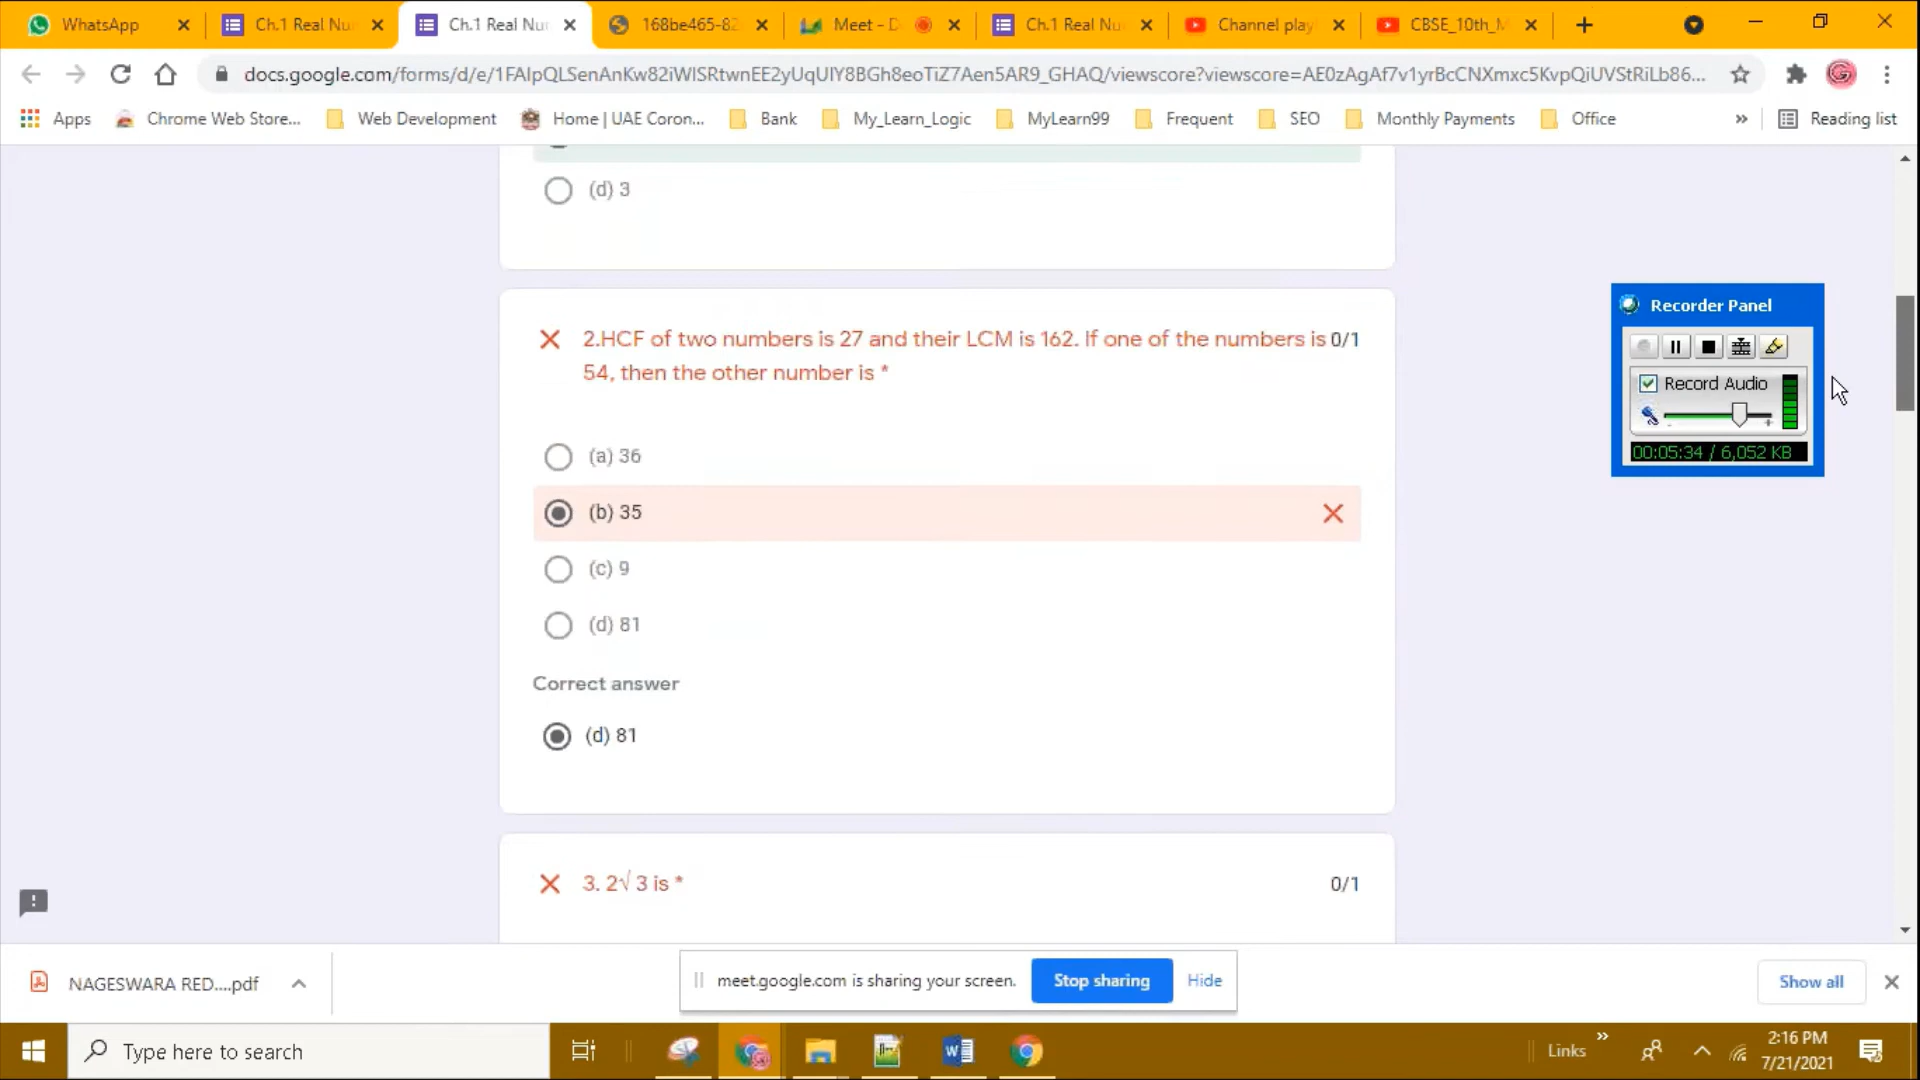 WhatsApp
Ch.1 Real Nu
Ch.1 Real Nu
168be465-82
Meet - D
Ch.1 Real Nu
Channel play
CBSE_10th_M
docs.google.com/forms/d/e/1FAIpQLSenAnKw82iWlSRtwnEE2yUqUlY8BGh8eoTiZ7Aen5AR9_GHAQ/viewscore?viewscore=AE0zAgAf7v1yrBcCNXmxc5KvpQiUVStRiLb86...
Apps
Chrome Web Store...
Web Development
Home | UAE Coron...
Bank
My_Learn_Logic
MyLearn99
Frequent
SEO
Monthly Payments
Office
»
Reading list
(d) 3
2.HCF of two numbers is 27 and their LCM is 162. If one of the numbers is 0/1
54, then the other number is *
(a) 36
(b) 35
(c) 9
(d) 81
Correct answer
(d) 81
3. 2√ 3 is *
0/1
Recorder Panel
Record Audio
00:05:34 / 6,052 KB
NAGESWARA RED....pdf
meet.google.com is sharing your screen.
Stop sharing
Hide
Show all
Type here to search
Links
»
2:16 PM
7/21/2021